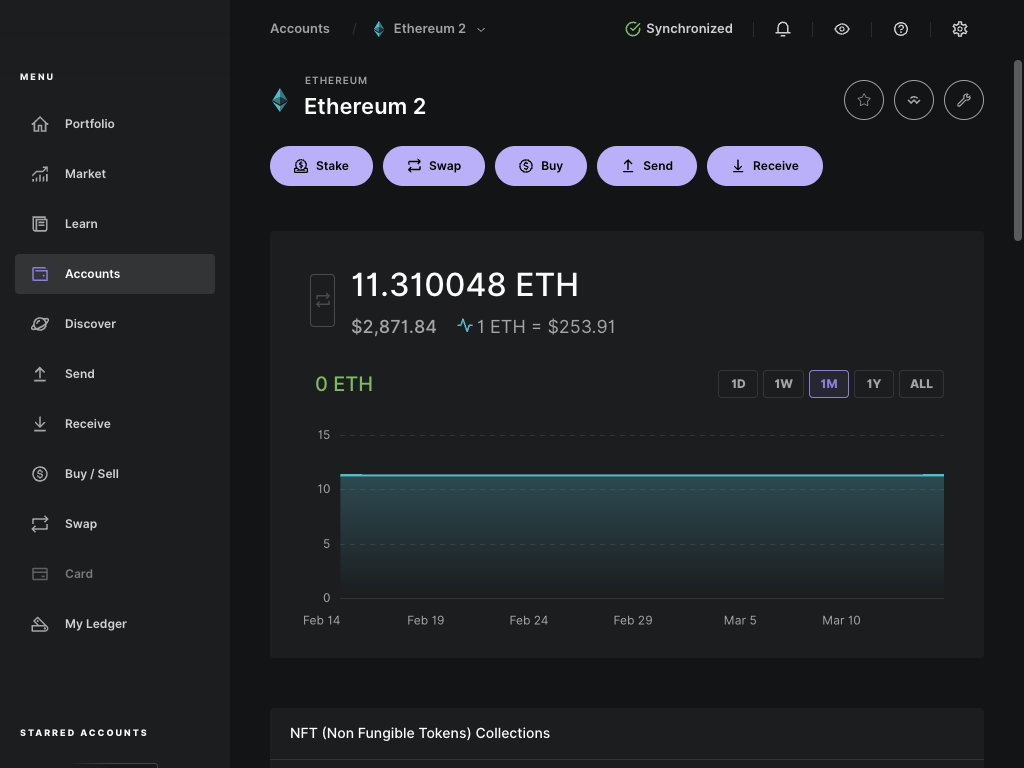 Accounts / Ethereum 2
Synchronized
MENU
Portfolio
Market
Learn
Accounts
Discover
Send
Receive
Buy / Sell
Swap
Card
My Ledger
STARRED ACCOUNTS
ETHEREUM
Ethereum 2
Stake
Swap
Buy
Send
Receive
11.310048 ETH
$2,871.84 1 ETH = $253.91
0 ETH
1D 1W 1M 1Y ALL
15
10
5
0
Feb 14 Feb 19 Feb 24 Feb 29 Mar 5 Mar 10
NFT (Non Fungible Tokens) Collections